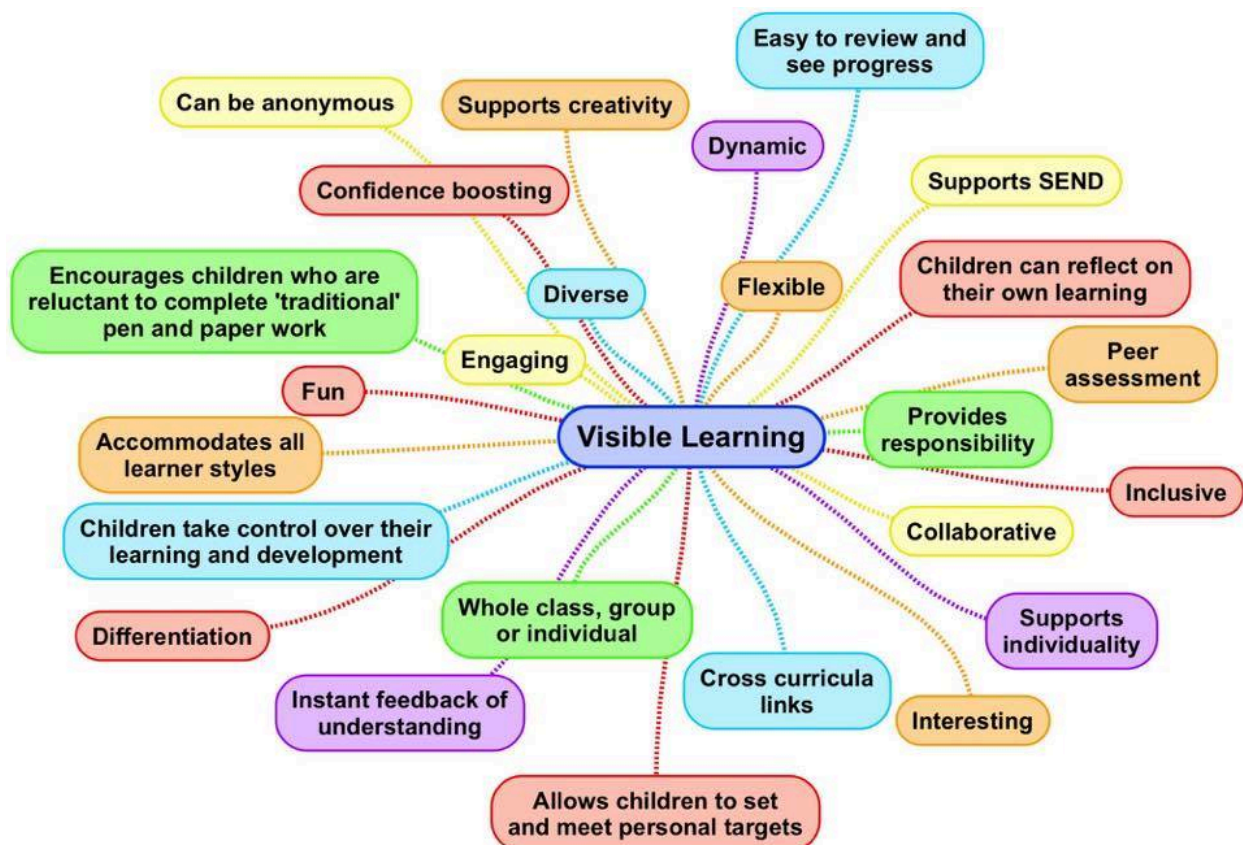 Easy to review and
see progress
Can be anonymous
Supports creativity
Dynamic
Supports SEND
Confidence boosting
Encourages children who are
reluctant to complete 'traditional'
pen and paper work
Diverse
Flexible
Children can reflect on
their own learning
Engaging
Peer
assessment
Fun
Provides
responsibility
Visible Learning
Accommodates all
learner styles
Inclusive
Children take control over their
learning and development
Collaborative
Differentiation
Whole class, group
or individual
Supports
individuality
Instant feedback of
understanding
Cross curricula
links
Interesting
Allows children to set
and meet personal targets